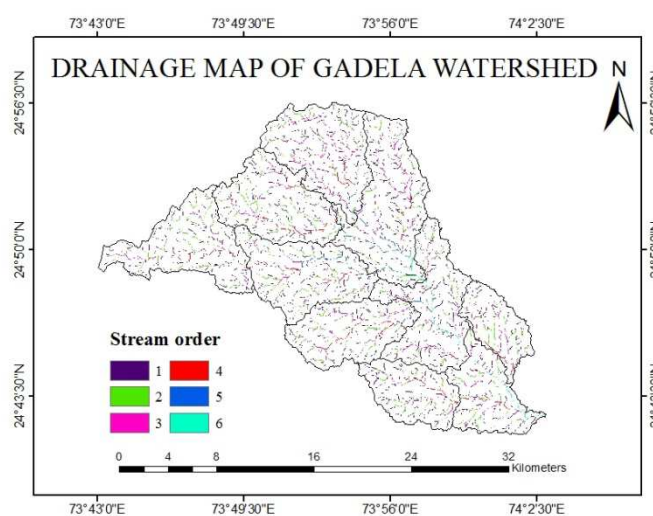 73°43'0"E 73°49'30"E 73°56'0"E 74°2'30"E
DRAINAGE MAP OF GADELA WATERSHED N
24°56'30"N
24°50'0"N
24°43'30"N
Stream order
1 4
2 5
3 6
0 2 4 8 16 24 32
Kilometers
73°43'0"E 73°49'30"E 73°56'0"E 74°2'30"E